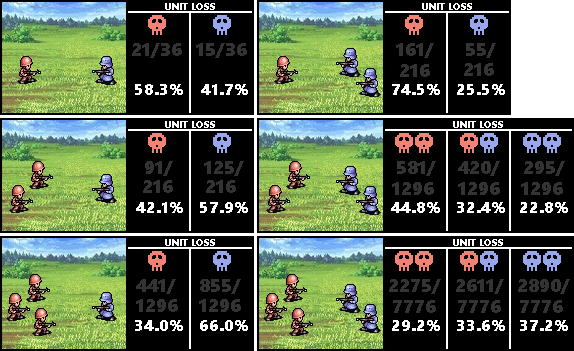 UNIT LOSS
21/36 15/36
58.3% 41.7%
UNIT LOSS
161/ 55/
216 216
74.5% 25.5%
UNIT LOSS
91/ 125/
216 216
42.1% 57.9%
UNIT LOSS
581/ 420/ 295/
1296 1296 1296
44.8% 32.4% 22.8%
UNIT LOSS
441/ 855/
1296 1296
34.0% 66.0%
UNIT LOSS
2275/ 2611/ 2890/
7776 7776 7776
29.2% 33.6% 37.2%